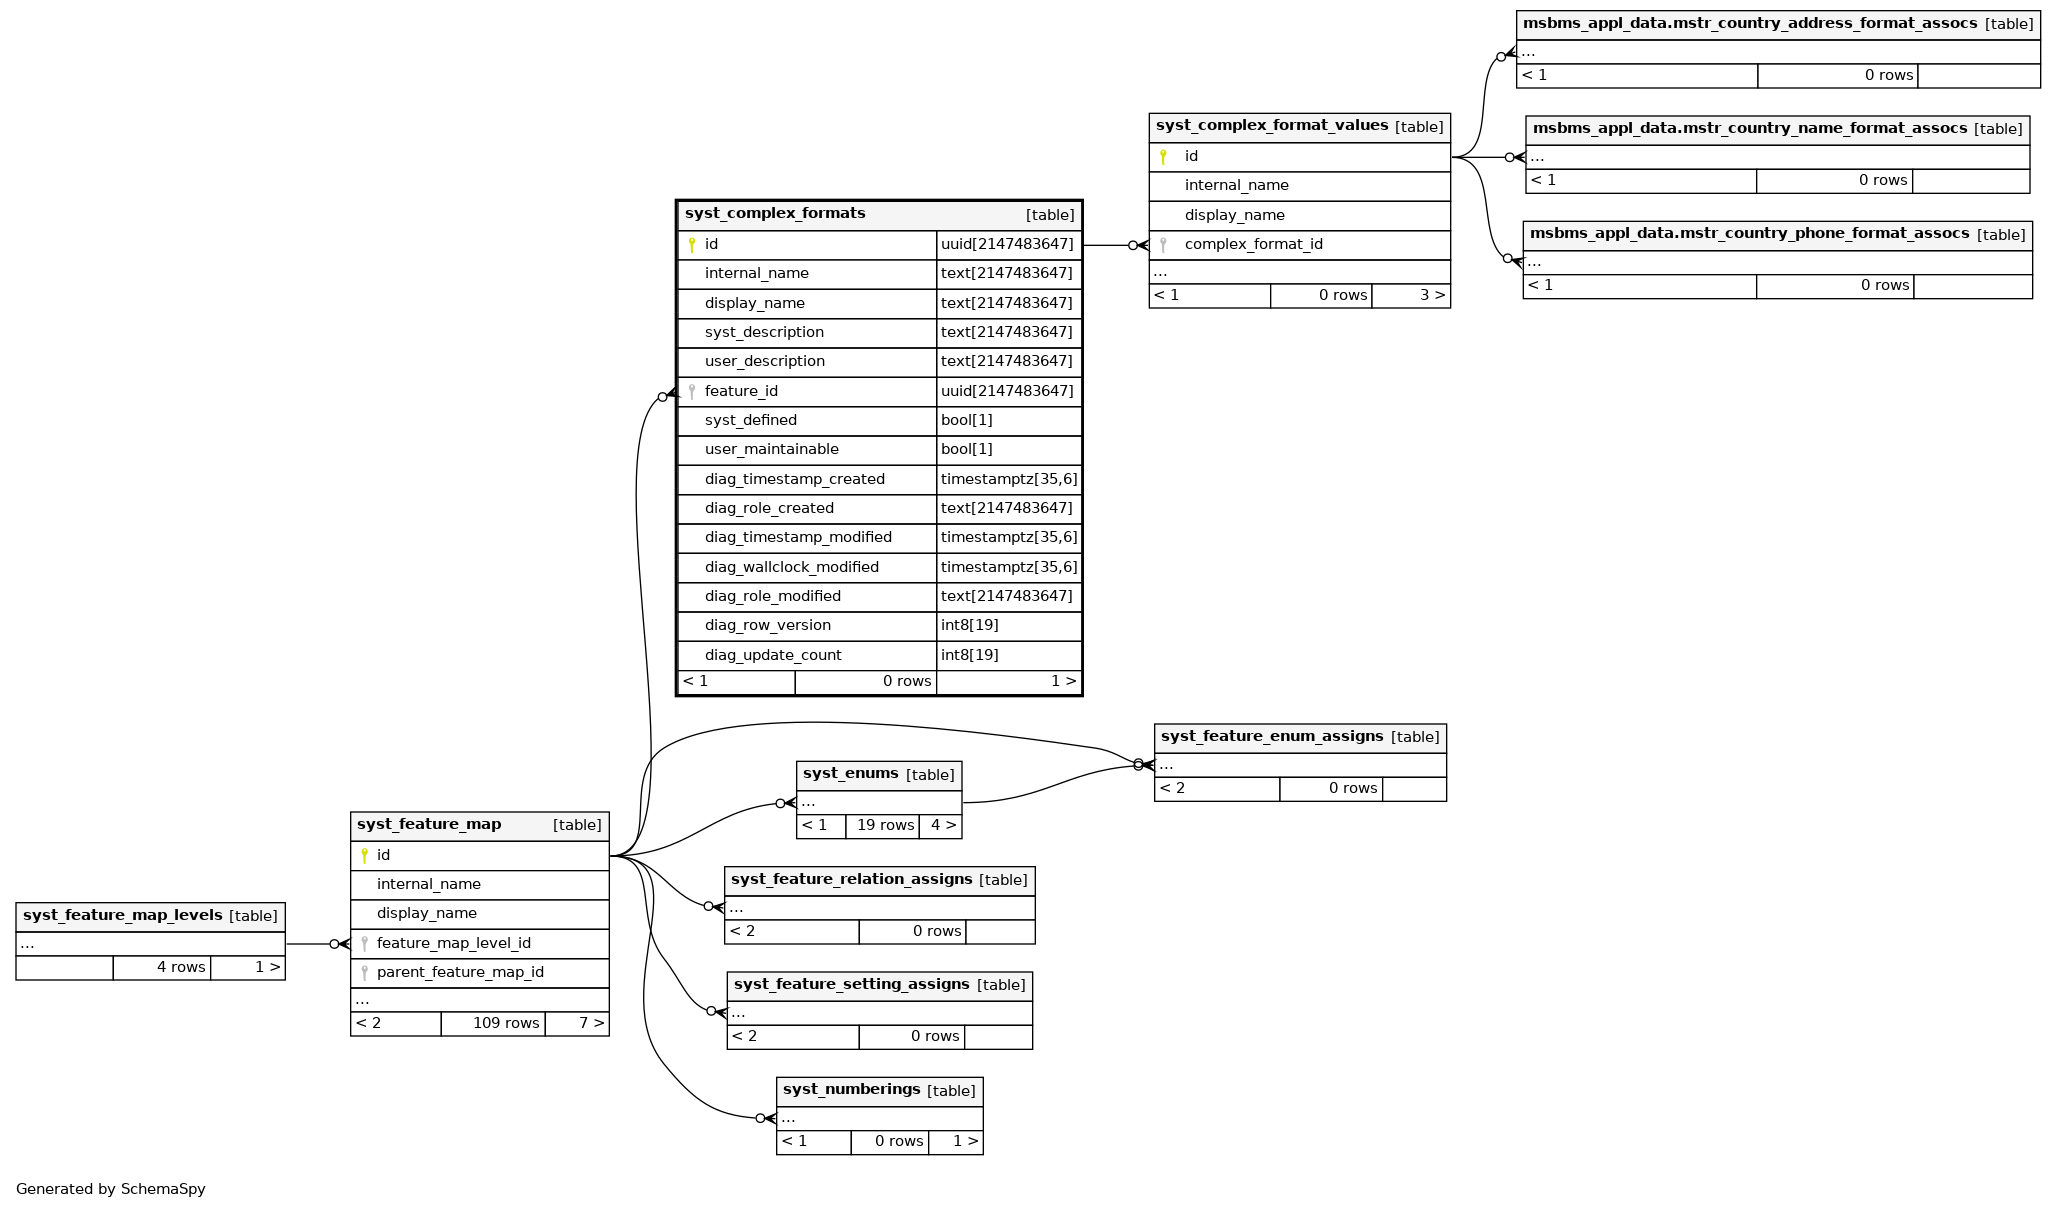 msbms_appl_data.mstr_country_address_format_assocs [table]
...
< 1 0 rows
syst_complex_format_values [table]
id
internal_name
display_name
complex_format_id
...
< 1 0 rows 3 >
msbms_appl_data.mstr_country_name_format_assocs [table]
...
< 1 0 rows
msbms_appl_data.mstr_country_phone_format_assocs [table]
...
< 1 0 rows
syst_complex_formats [table]
id uuid[2147483647]
internal_name text[2147483647]
display_name text[2147483647]
syst_description text[2147483647]
user_description text[2147483647]
feature_id uuid[2147483647]
syst_defined bool[1]
user_maintainable bool[1]
diag_timestamp_created timestamptz[35,6]
diag_role_created text[2147483647]
diag_timestamp_modified timestamptz[35,6]
diag_wallclock_modified timestamptz[35,6]
diag_role_modified text[2147483647]
diag_row_version int8[19]
diag_update_count int8[19]
< 1 0 rows 1 >
syst_feature_enum_assigns [table]
...
< 2 0 rows
syst_enums [table]
...
< 1 19 rows 4 >
syst_feature_map [table]
id
internal_name
display_name
feature_map_level_id
parent_feature_map_id
...
< 2 109 rows 7 >
syst_feature_relation_assigns [table]
...
< 2 0 rows
syst_feature_map_levels [table]
...
4 rows 1 >
syst_feature_setting_assigns [table]
...
< 2 0 rows
syst_numberings [table]
...
< 1 0 rows 1 >
Generated by SchemaSpy